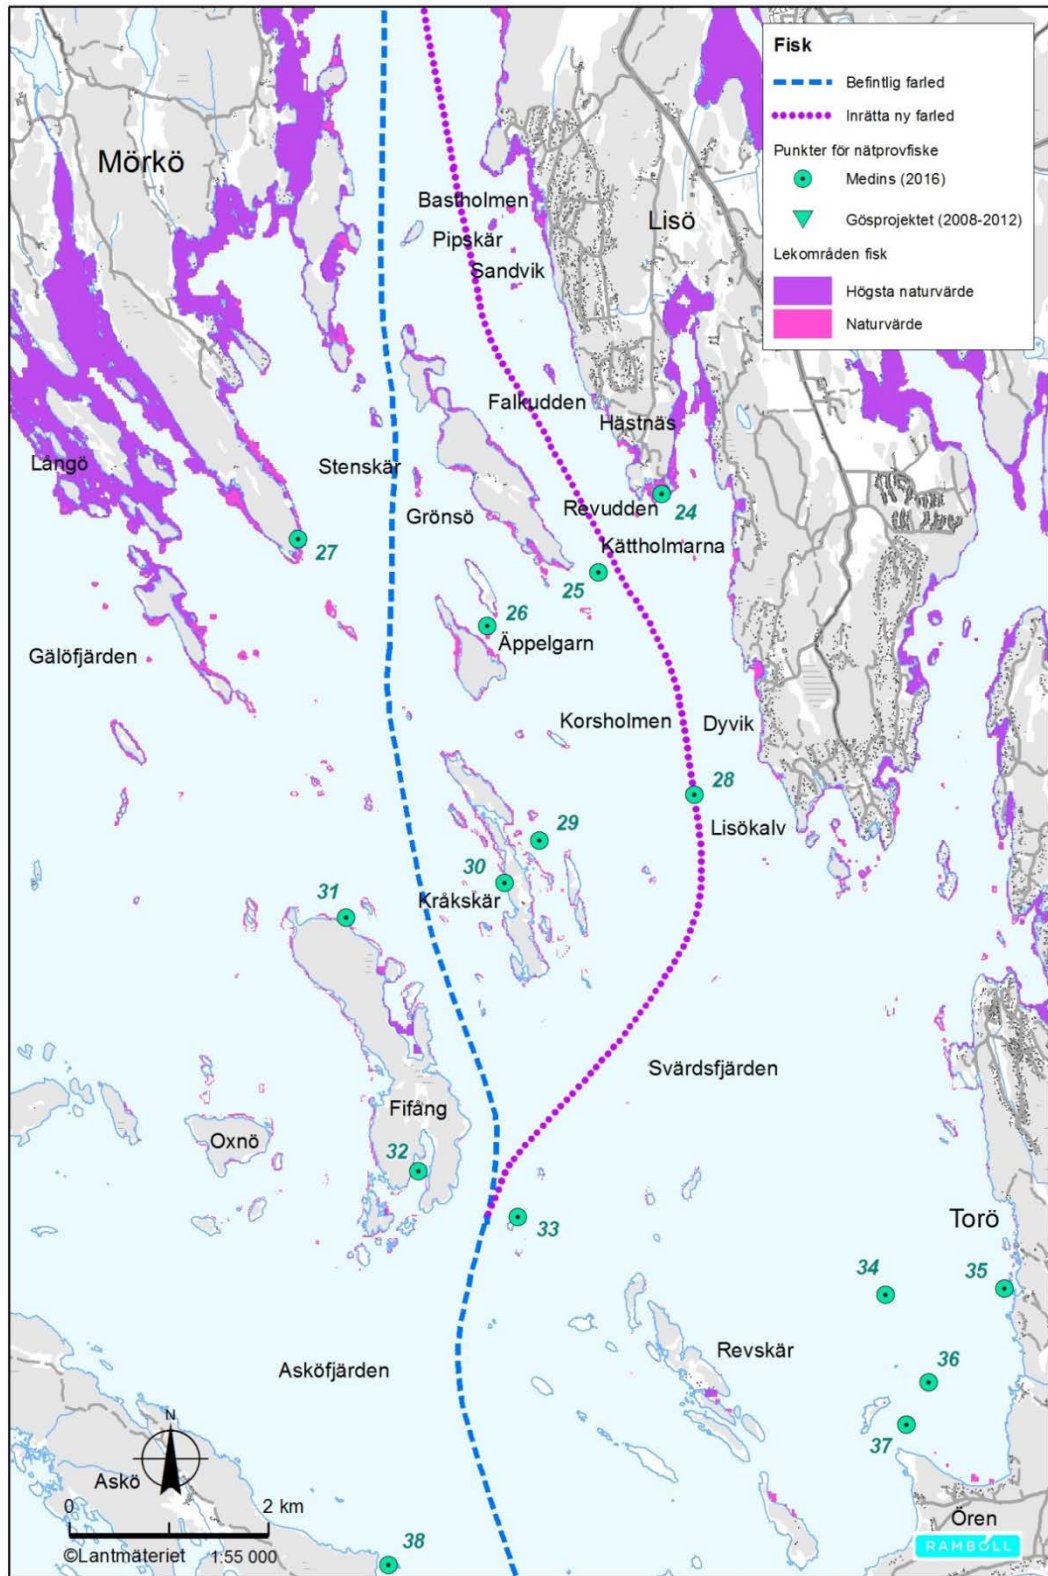 Fisk
Befintlig farled
Inrätta ny farled
Punkter för nätprovfiske
Medins (2016)
Gösprojektet (2008-2012)
Lekområden fisk
Högsta naturvärde
Naturvärde
Mörkö
Bastholmen
Lisö
Pipskär
Sandvik
Falkudden
Hästnäs
Långö
Stenskär
Grönsö
Revudden
24
Kättholmarna
27
25
26
Äppelgarn
Gälöfjärden
Korsholmen
Dyvik
28
Lisökalv
29
30
31
Kråkskär
Svärdsfjärden
Fifång
Oxnö
32
33
Torö
34
35
Revskär
Asköfjärden
36
37
N
Askö
0
2 km
Ören
©Lantmäteriet
1:55 000
38
RAMBOLL